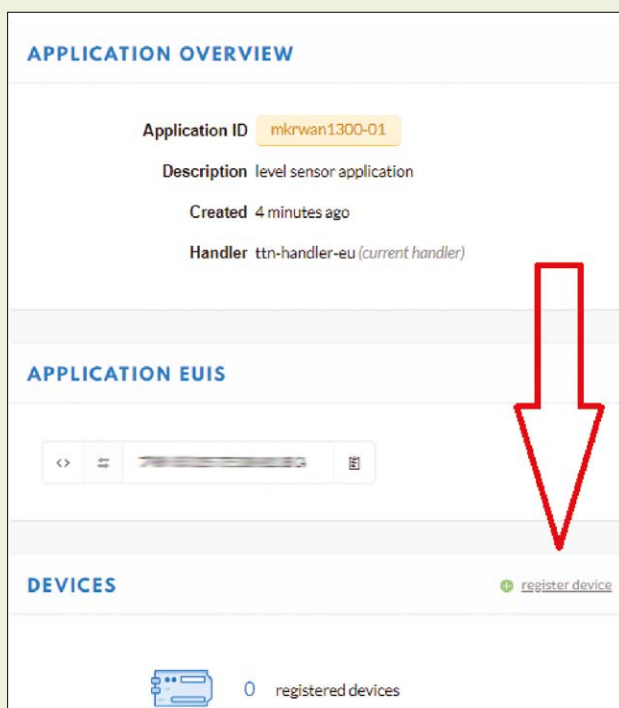 APPLICATION OVERVIEW
Application ID mkrwan1300-01
Description level sensor application
Created 4 minutes ago
Handler ttn-handler-eu (current handler)
APPLICATION EUIS
<>
DEVICES
register device
0 registered devices